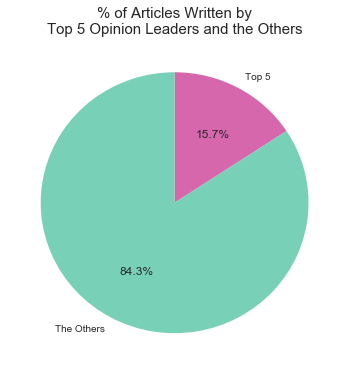 % of Articles Written by
Top 5 Opinion Leaders and the Others
Top 5
15.7%
84.3%
The Others